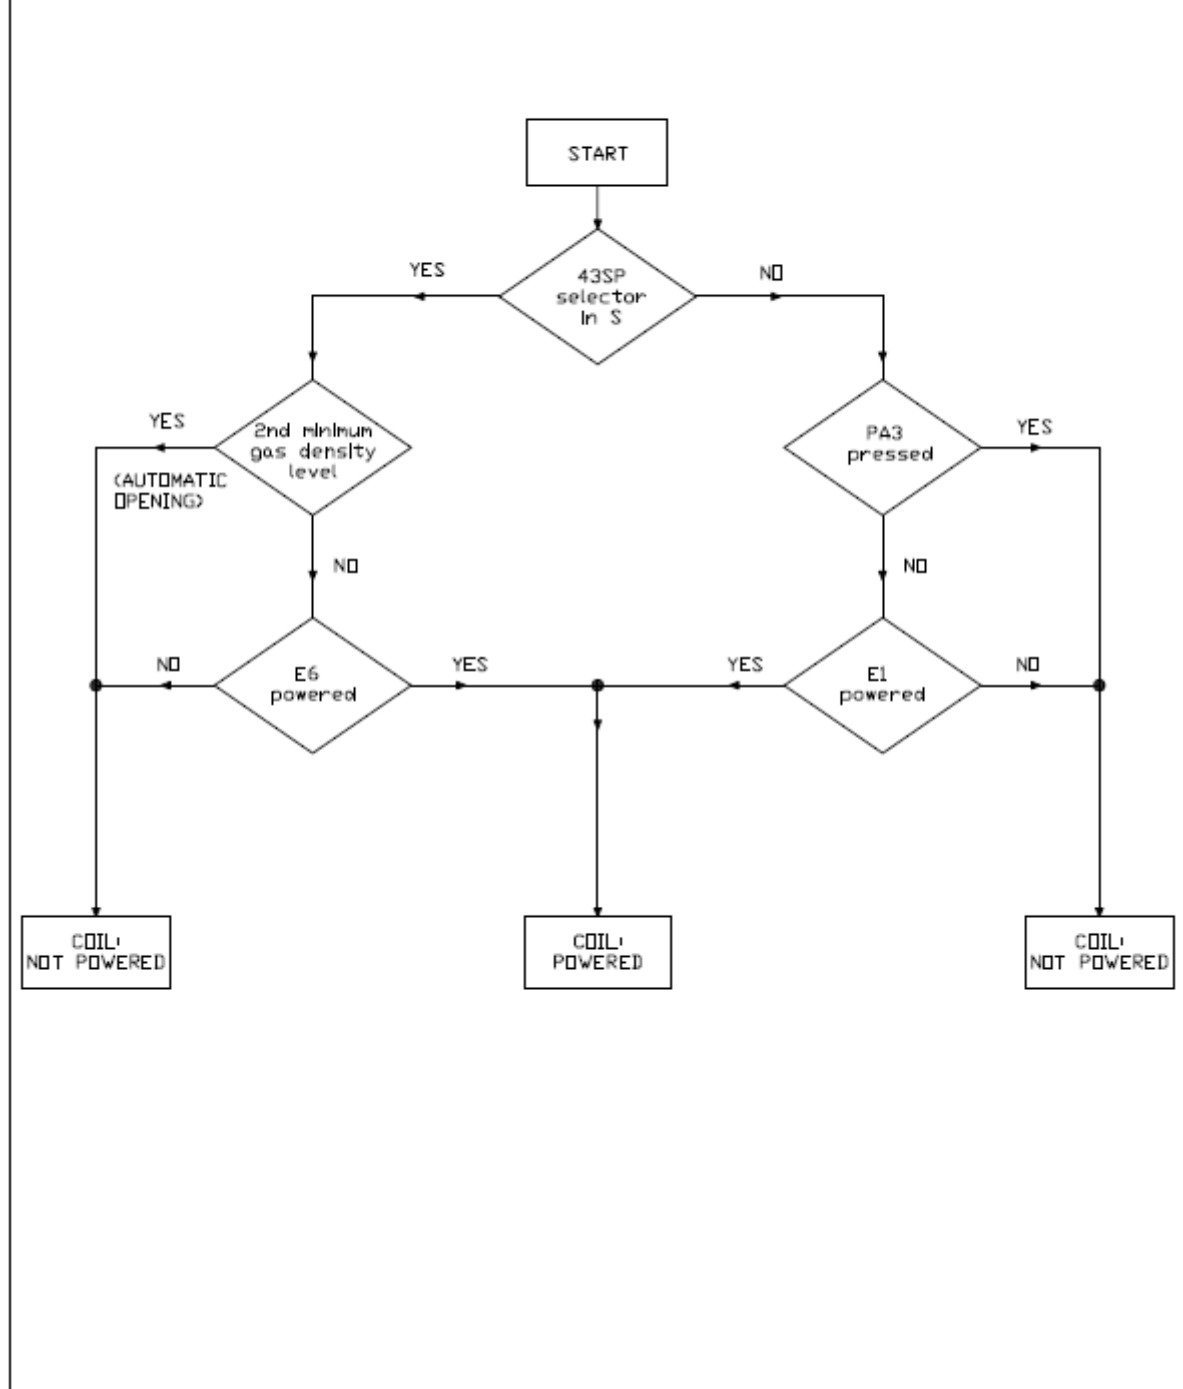 START
43SP
selector
in S
YES
NO
2nd minimum
gas density
level
YES
(AUTOMATIC
OPENING)
NO
PA3
pressed
YES
NO
E6
powered
NO
YES
E1
powered
YES
NO
COIL:
NOT POWERED
COIL:
POWERED
COIL:
NOT POWERED